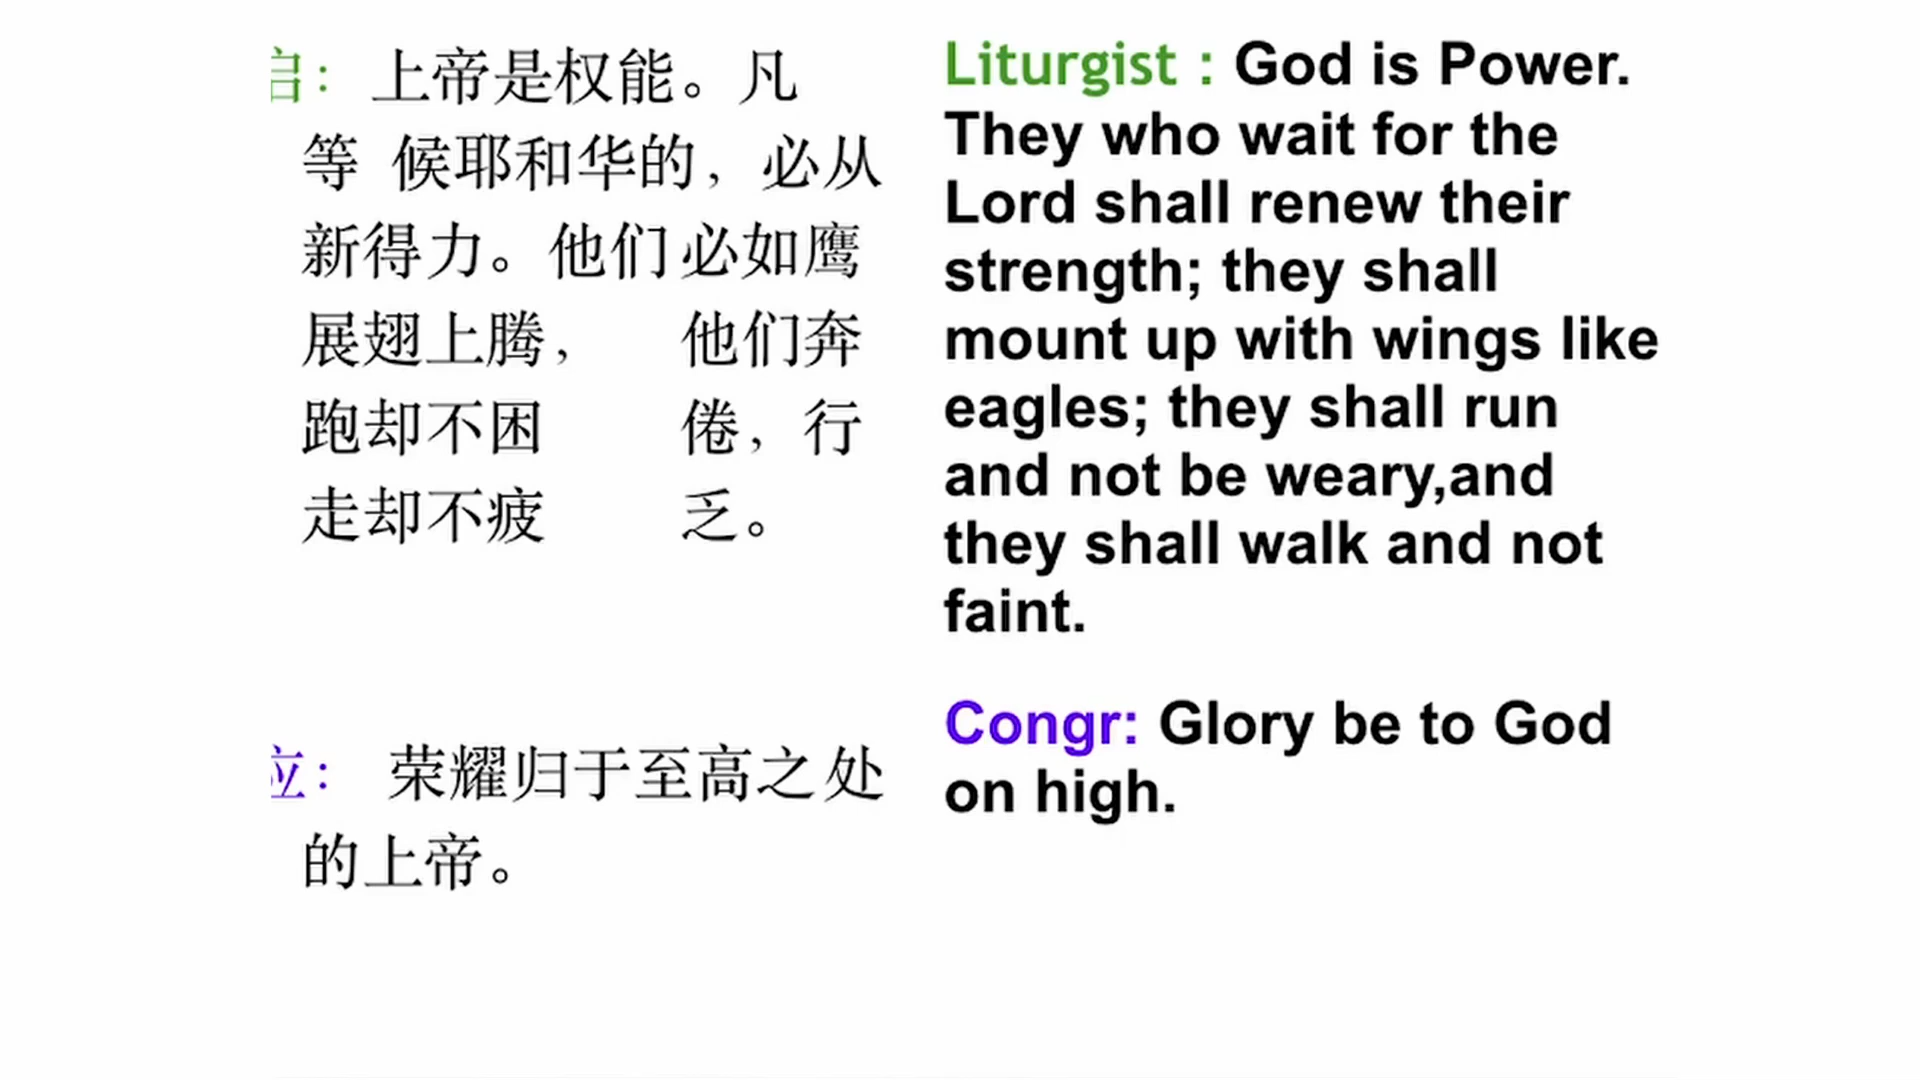 启： 上帝是权能。凡
等 候耶和华的，必从
新得力。他们必如鹰
展翅上腾， 他们奔
跑却不困 倦，行
走却不疲 乏。
应： 荣耀归于至高之处
的上帝。
Liturgist : God is Power.
They who wait for the
Lord shall renew their
strength; they shall
mount up with wings like
eagles; they shall run
and not be weary,and
they shall walk and not
faint.
Congr: Glory be to God
on high.